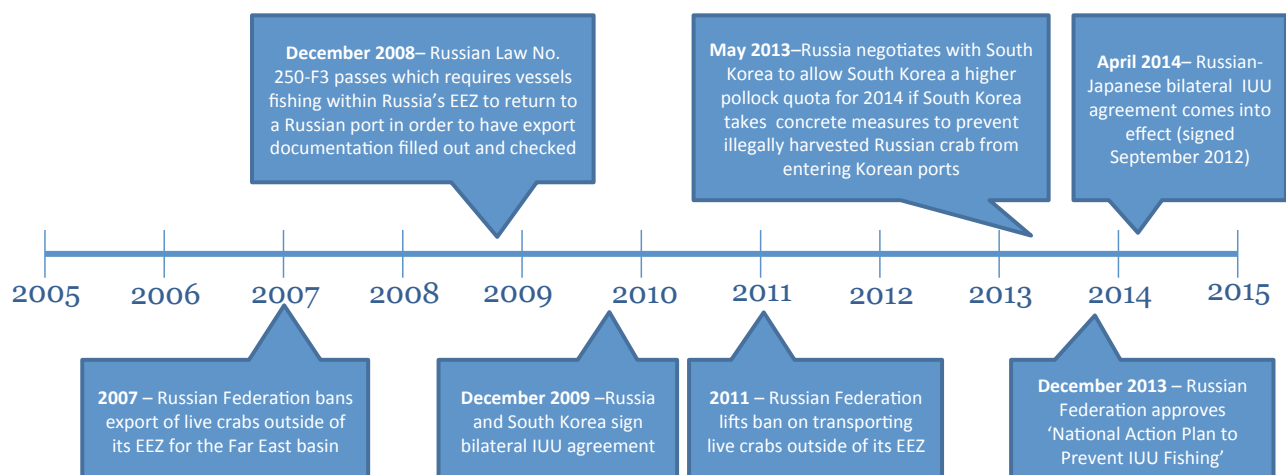 December 2008– Russian Law No.
250-F3 passes which requires vessels
fishing within Russia's EEZ to return to
a Russian port in order to have export
documentation filled out and checked
May 2013–Russia negotiates with South
Korea to allow South Korea a higher
pollock quota for 2014 if South Korea
takes concrete measures to prevent
illegally harvested Russian crab from
entering Korean ports
April 2014– Russian-
Japanese bilateral IUU
agreement comes into
effect (signed
September 2012)
2005 2006 2007 2008 2009 2010 2011 2012 2013 2014 2015
2007 – Russian Federation bans
export of live crabs outside of
its EEZ for the Far East basin
December 2009 –Russia
and South Korea sign
bilateral IUU agreement
2011 – Russian Federation
lifts ban on transporting
live crabs outside of its EEZ
December 2013 – Russian
Federation approves
'National Action Plan to
Prevent IUU Fishing'